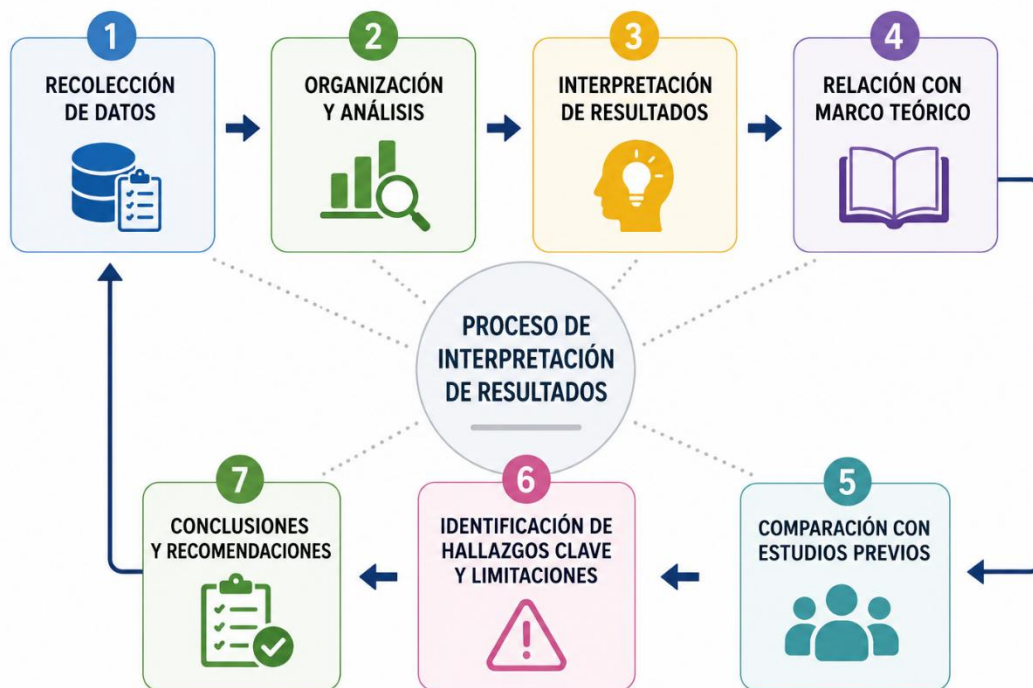 1
RECOLECCIÓN
DE DATOS
2
ORGANIZACIÓN
Y ANÁLISIS
3
INTERPRETACIÓN
DE RESULTADOS
4
RELACIÓN CON
MARCO TEÓRICO
PROCESO DE
INTERPRETACIÓN
DE RESULTADOS
5
COMPARACIÓN CON
ESTUDIOS PREVIOS
6
IDENTIFICACIÓN DE
HALLAZGOS CLAVE
Y LIMITACIONES
7
CONCLUSIONES
Y RECOMENDACIONES